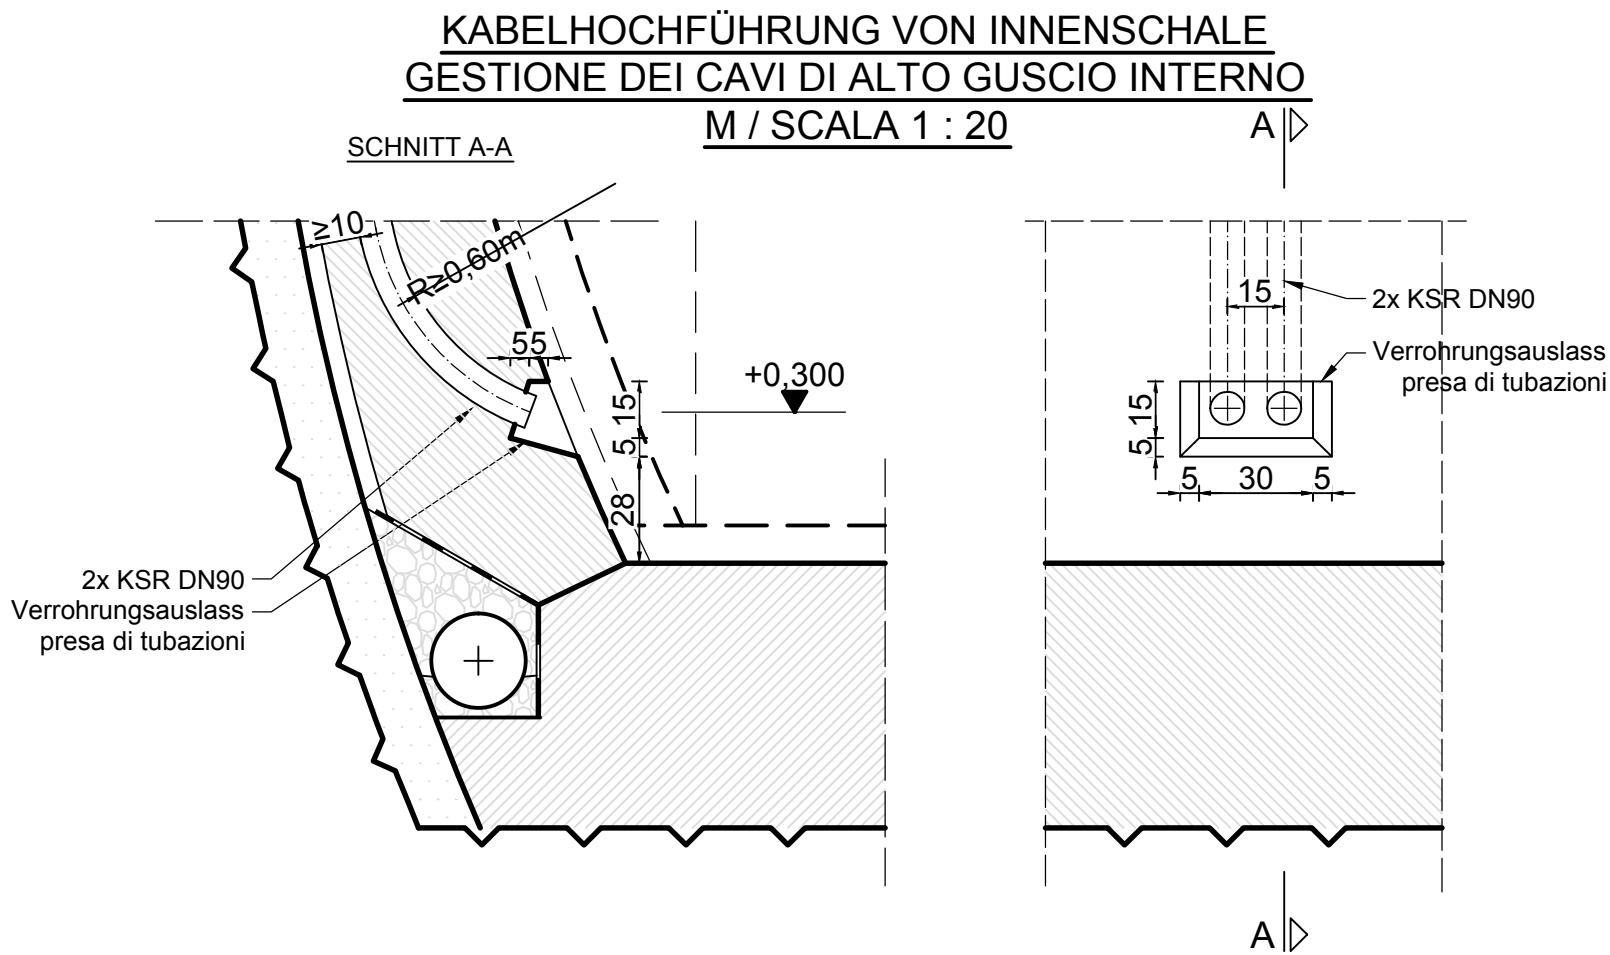 KABELHOCHFÜHRUNG VON INNENSCHALE
GESTIONE DEI CAVI DI ALTO GUSCIO INTERNO
M / SCALA 1 : 20
SCHNITT A-A
A
≥10
R≥0,60m
5 5
+0,300
15
5
28
2x KSR DN90
Verrohrungsauslass
presa di tubazioni
15
2x KSR DN90
Verrohrungsauslass
presa di tubazioni
15
5
5 30 5
A